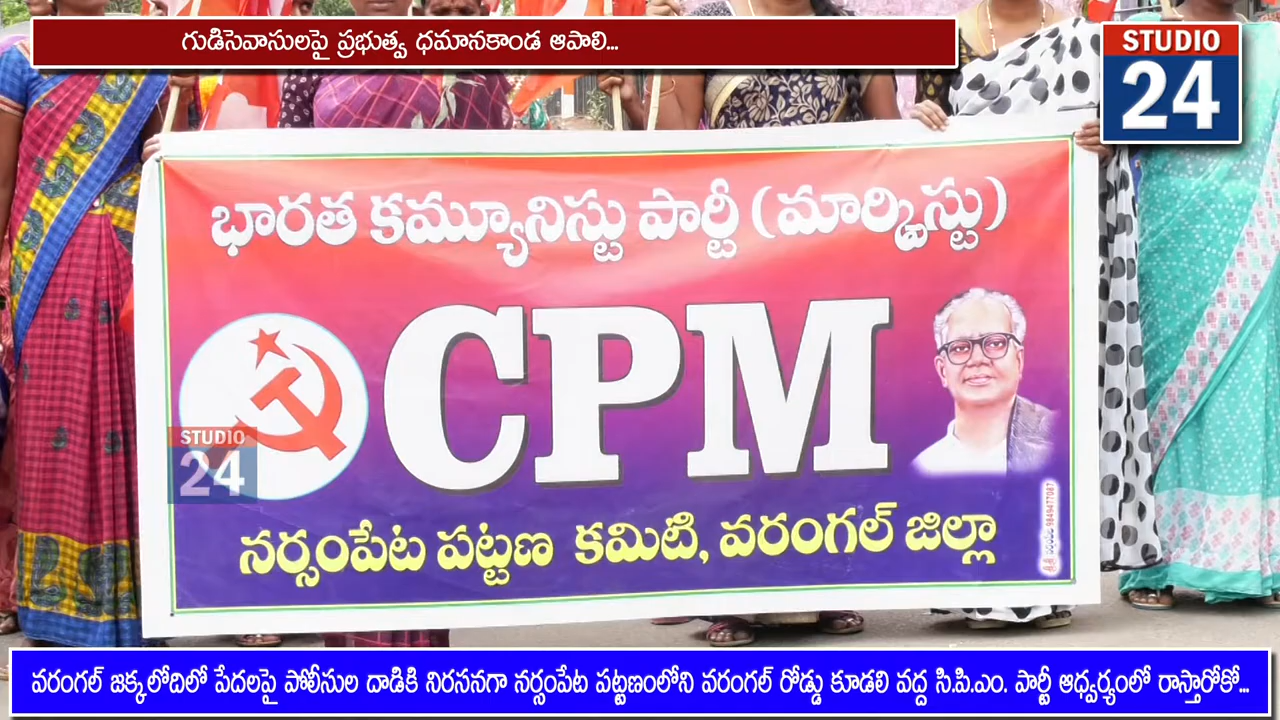 గుడిసెవాసులపై ప్రభుత్వ ధమానకాండ ఆపాలి...
STUDIO
24
భారత కమ్యూనిస్టు పార్టీ (మార్క్సిస్టు)
CPM
STUDIO
24
నర్సంపేట పట్టణ కమిటి, వరంగల్ జిల్లా
వరంగల్ జక్కలోదిలో పేదలపై పోలీసుల దాడికి నిరసనగా నర్సంపేట పట్టణంలోని వరంగల్ రోడ్డు కూడలి వద్ద సి.పి.ఎం. పార్టీ ఆధ్వర్యంలో రాస్తారోకో...